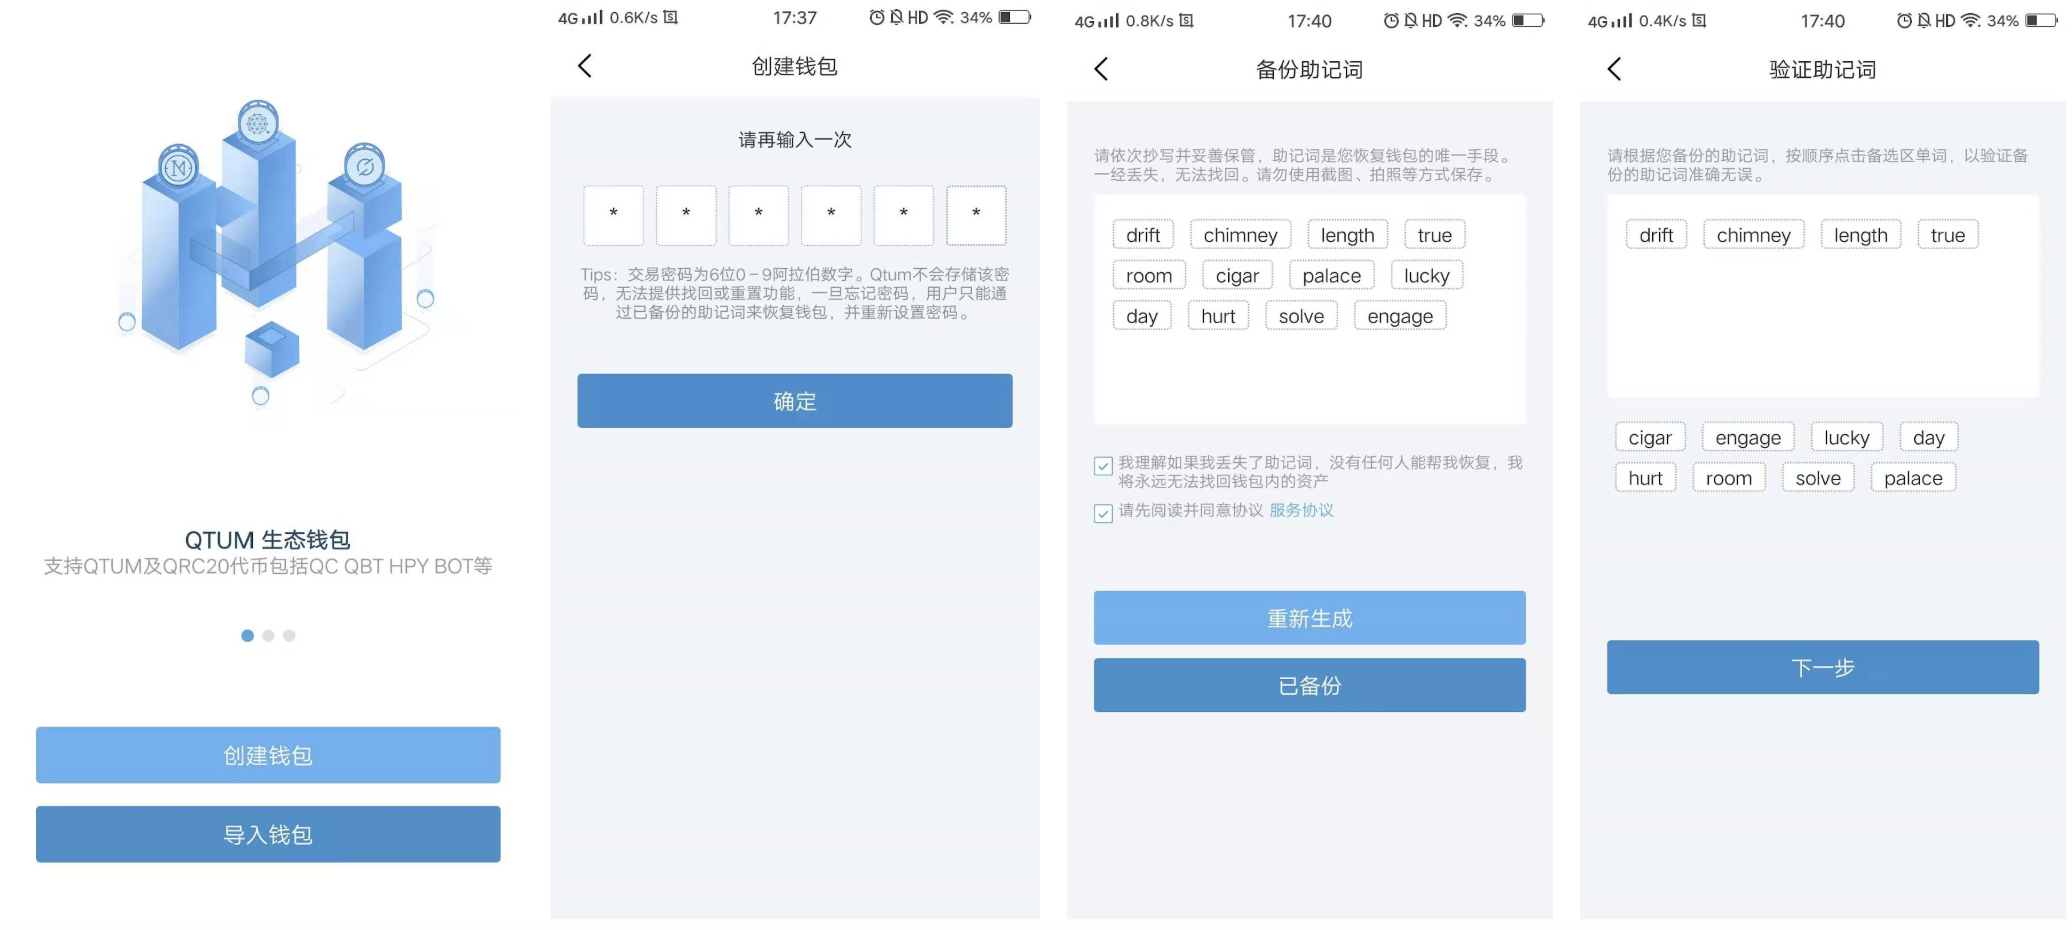 QTUM 生态钱包
支持QTUM及QRC20代币包括QC QBT HPY BOT等
创建钱包
导入钱包
4G 0.6K/s 17:37 HD 34%
创建钱包
请再输入一次
* * * * * *
Tips：交易密码为6位0－9阿拉伯数字。Qtum不会存储该密
码，无法提供找回或重置功能，一旦忘记密码，用户只能通
过已备份的助记词来恢复钱包，并重新设置密码。
确定
4G 0.8K/s 17:40 HD 34%
备份助记词
请依次抄写并妥善保管，助记词是您恢复钱包的唯一手段。
一经丢失，无法找回。请勿使用截图、拍照等方式保存。
drift chimney length true
room cigar palace lucky
day hurt solve engage
我理解如果我丢失了助记词，没有任何人能帮我恢复，我
将永远无法找回钱包内的资产
请先阅读并同意协议 服务协议
重新生成
已备份
4G 0.4K/s 17:40 HD 34%
验证助记词
请根据您备份的助记词，按顺序点击备选区单词，以验证备
份的助记词准确无误。
drift chimney length true
cigar engage lucky day
hurt room solve palace
下一步